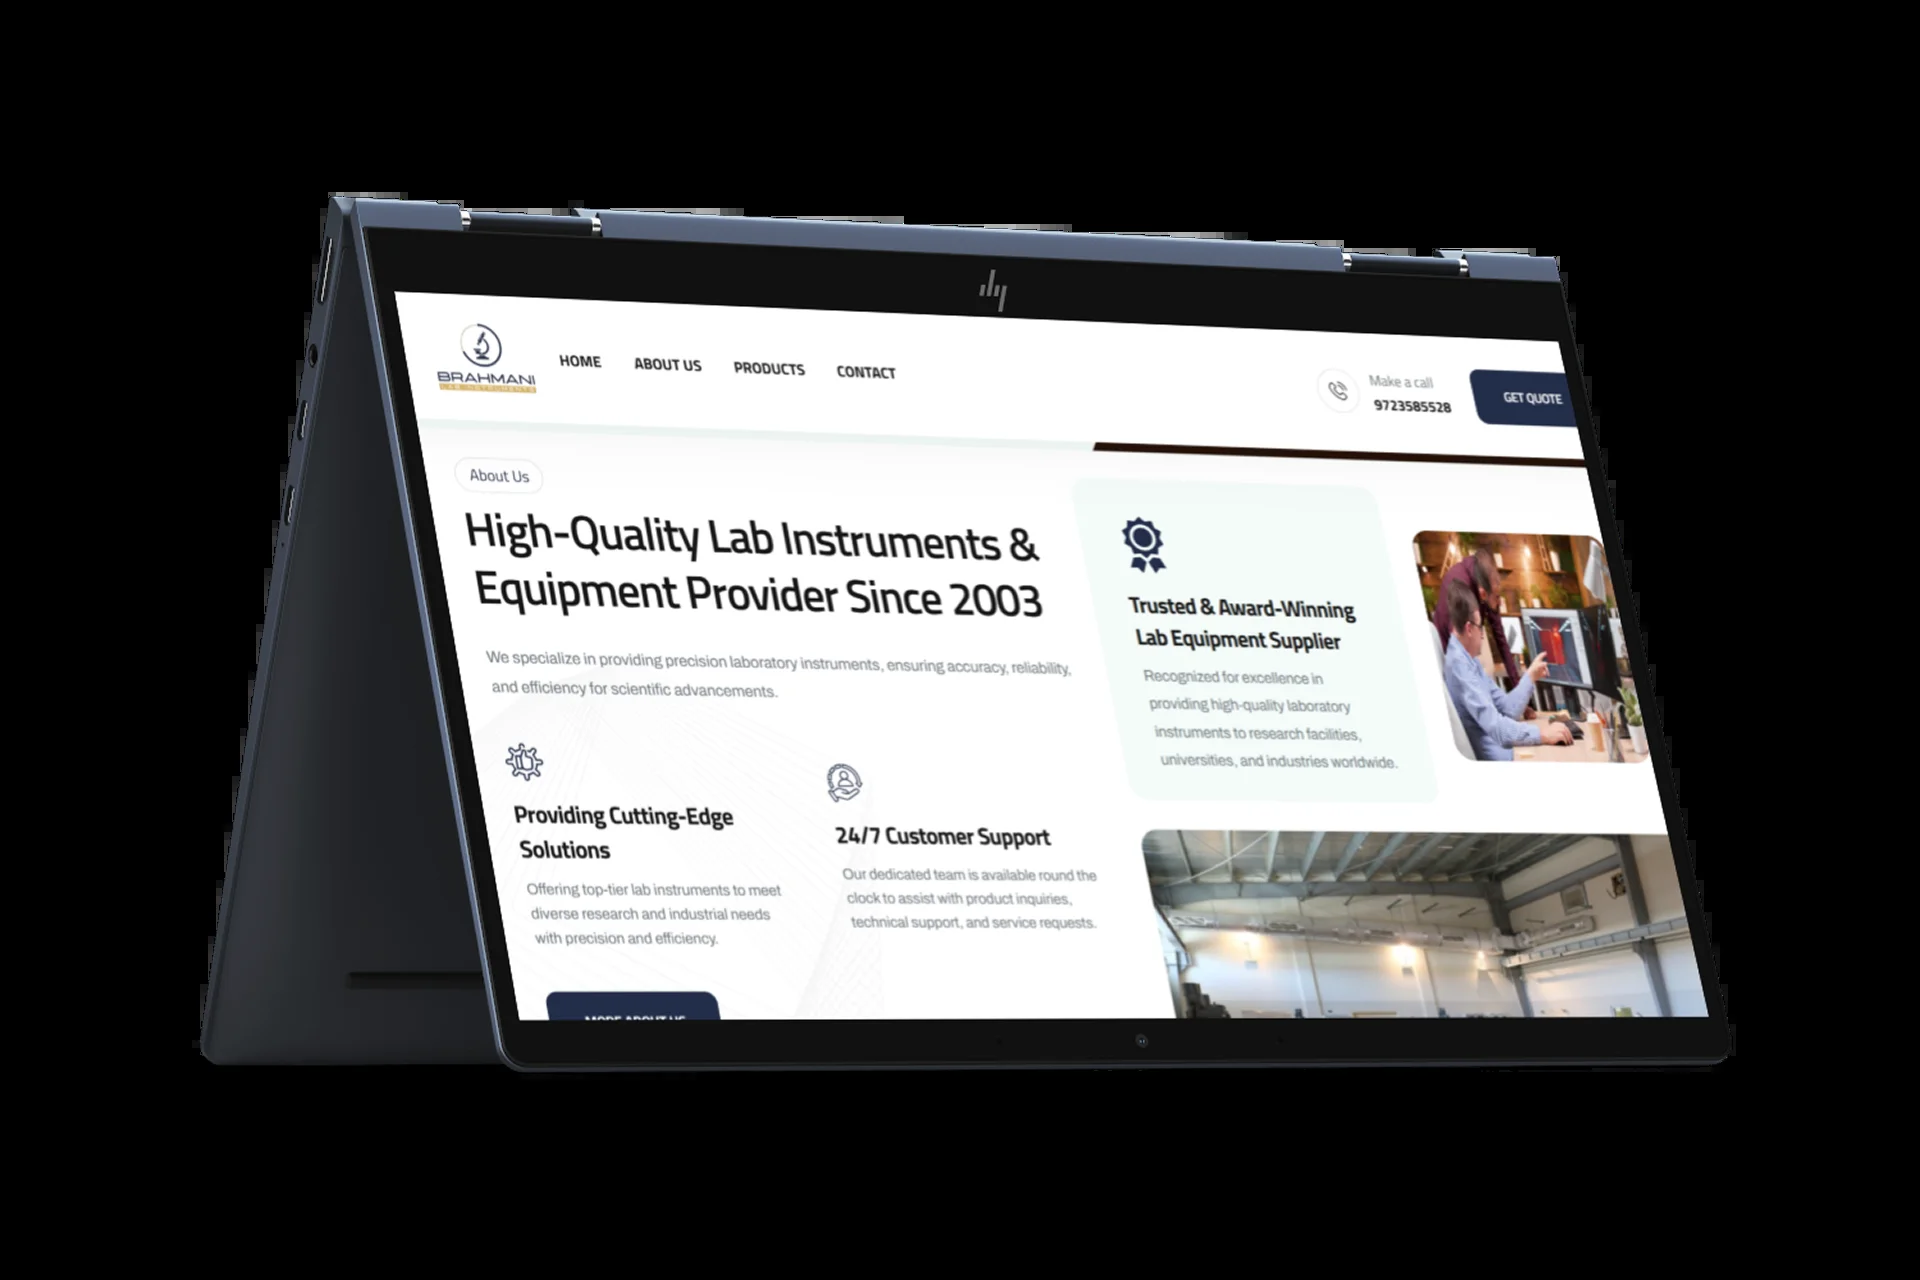 BRAHMANI
LAB INSTRUMENTS
HOME
ABOUT US
PRODUCTS
CONTACT
Make a call
9723585528
GET QUOTE
About Us
High-Quality Lab Instruments &
Equipment Provider Since 2003
We specialize in providing precision laboratory instruments, ensuring accuracy, reliability,
and efficiency for scientific advancements.
Providing Cutting-Edge
Solutions
Offering top-tier lab instruments to meet
diverse research and industrial needs
with precision and efficiency.
MORE ABOUT US
24/7 Customer Support
Our dedicated team is available round the
clock to assist with product inquiries,
technical support, and service requests.
Trusted & Award-Winning
Lab Equipment Supplier
Recognized for excellence in
providing high-quality laboratory
instruments to research facilities,
universities, and industries worldwide.